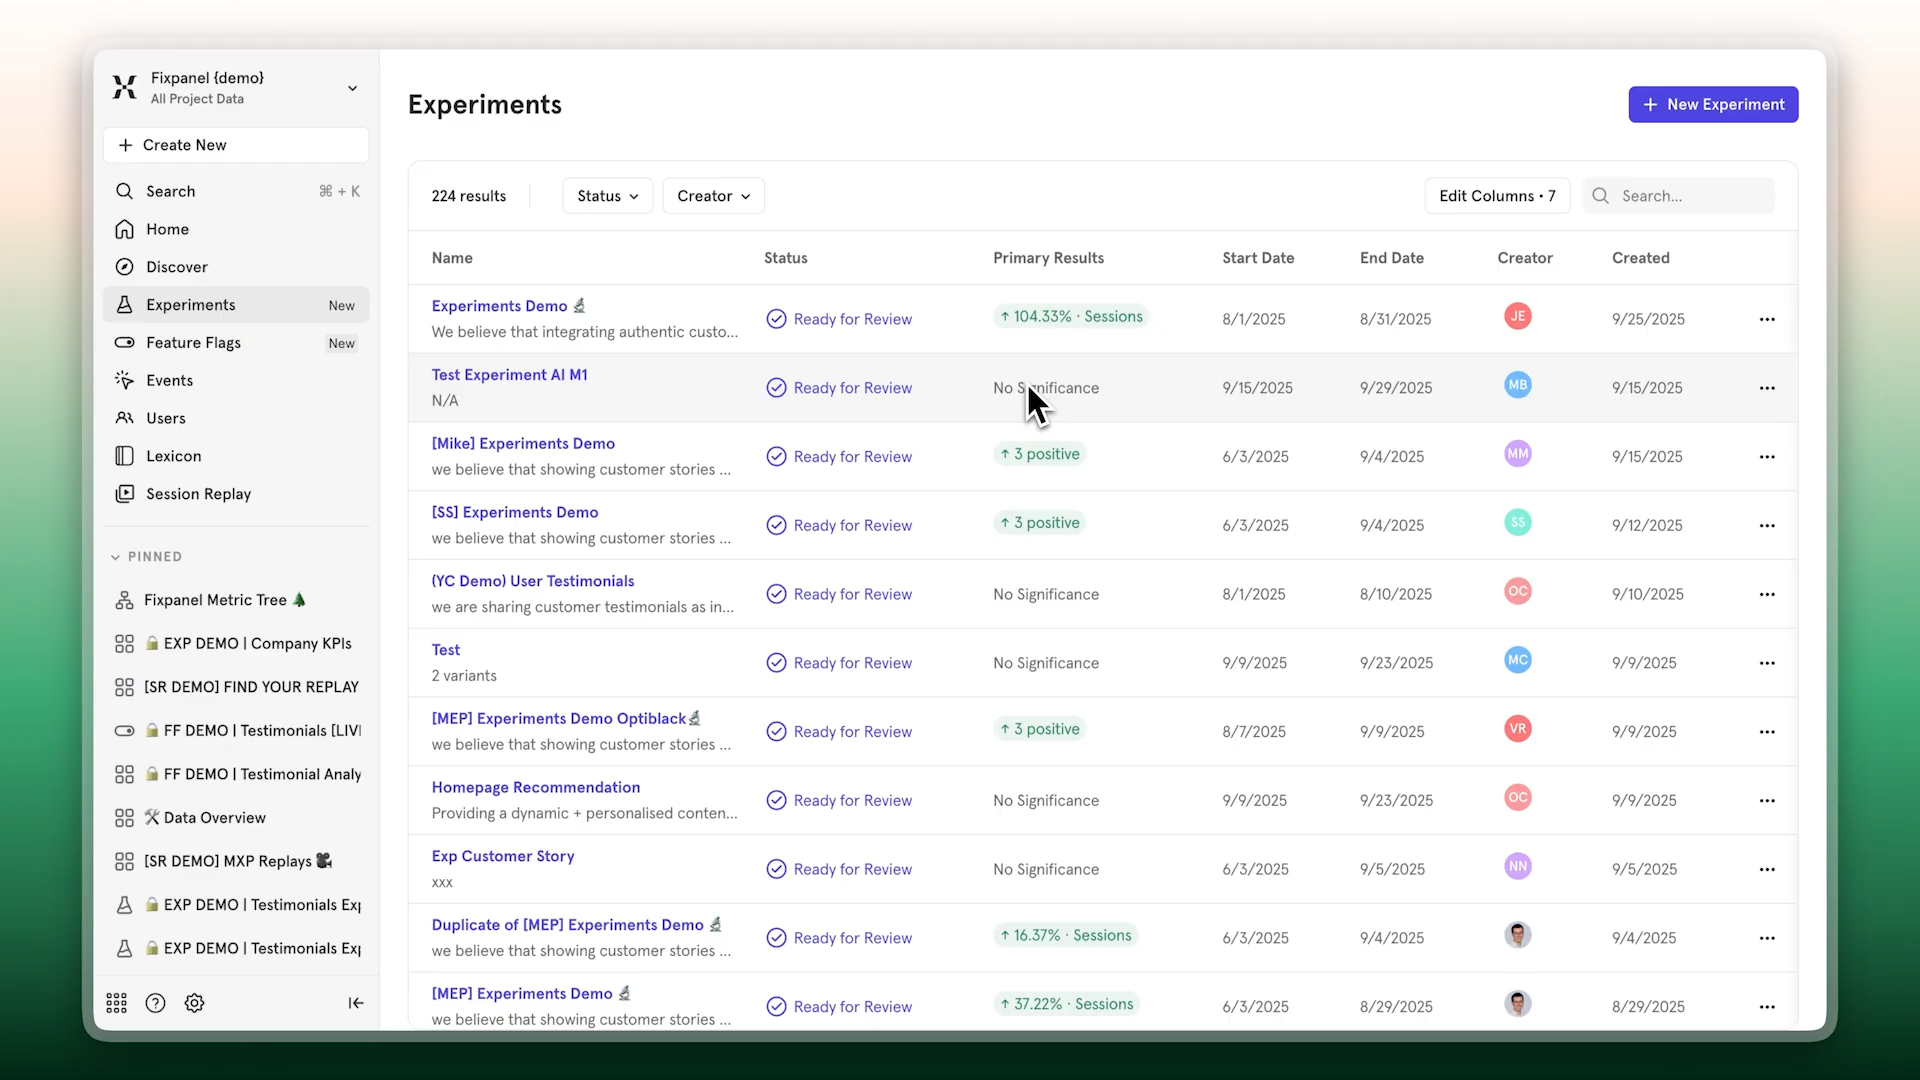 Fixpanel {demo}
All Project Data
Create New
Search ⌘ + K
Home
Discover
Experiments New
Feature Flags New
Events
Users
Lexicon
Session Replay
PINNED
Fixpanel Metric Tree 🌲
🔒 EXP DEMO | Company KPIs
[SR DEMO] FIND YOUR REPLAY
🔒 FF DEMO | Testimonials [LIVE
🔒 FF DEMO | Testimonial Analy
🛠 Data Overview
[SR DEMO] MXP Replays 🎥
🔒 EXP DEMO | Testimonials Exp
🔒 EXP DEMO | Testimonials Exp
Experiments
+ New Experiment
224 results Status Creator Edit Columns • 7 Search...
Name Status Primary Results Start Date End Date Creator Created
Experiments Demo 🔬
We believe that integrating authentic custo...
Ready for Review ↑ 104.33% · Sessions 8/1/2025 8/31/2025 JE 9/25/2025
Test Experiment AI M1
N/A
Ready for Review No Significance 9/15/2025 9/29/2025 MB 9/15/2025
[Mike] Experiments Demo
we believe that showing customer stories ...
Ready for Review ↑ 3 positive 6/3/2025 9/4/2025 MM 9/15/2025
[SS] Experiments Demo
we believe that showing customer stories ...
Ready for Review ↑ 3 positive 6/3/2025 9/4/2025 SS 9/12/2025
(YC Demo) User Testimonials
we are sharing customer testimonials as in...
Ready for Review No Significance 8/1/2025 8/10/2025 OC 9/10/2025
Test
2 variants
Ready for Review No Significance 9/9/2025 9/23/2025 MC 9/9/2025
[MEP] Experiments Demo Optiblack🔬
we believe that showing customer stories ...
Ready for Review ↑ 3 positive 8/7/2025 9/9/2025 VR 9/9/2025
Homepage Recommendation
Providing a dynamic + personalised conten...
Ready for Review No Significance 9/9/2025 9/23/2025 OC 9/9/2025
Exp Customer Story
xxx
Ready for Review No Significance 6/3/2025 9/5/2025 NN 9/5/2025
Duplicate of [MEP] Experiments Demo 🔬
we believe that showing customer stories ...
Ready for Review ↑ 16.37% · Sessions 6/3/2025 9/4/2025 9/4/2025
[MEP] Experiments Demo 🔬
we believe that showing customer stories ...
Ready for Review ↑ 37.22% · Sessions 6/3/2025 8/29/2025 8/29/2025